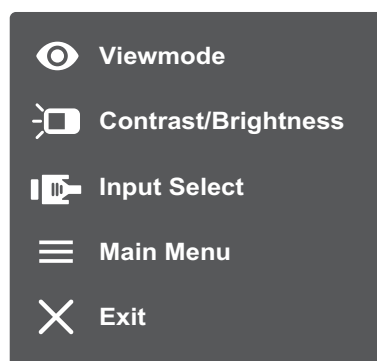 Viewmode
Contrast/Brightness
Input Select
Main Menu
Exit